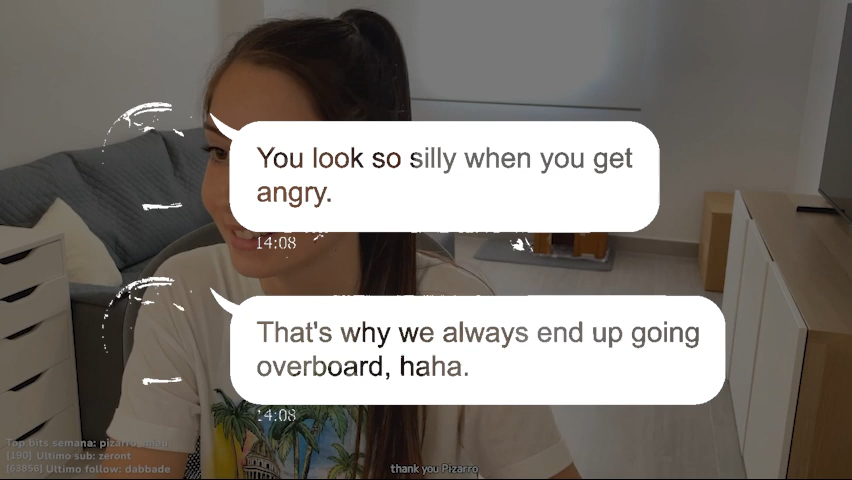 You look so silly when you get
angry.
14:08
That's why we always end up going
overboard, haha.
14:08
Top bits semana: pizarro
[190] Ultimo sub: zeront
[63856] Ultimo follow: dabbade
thank you Pizarro